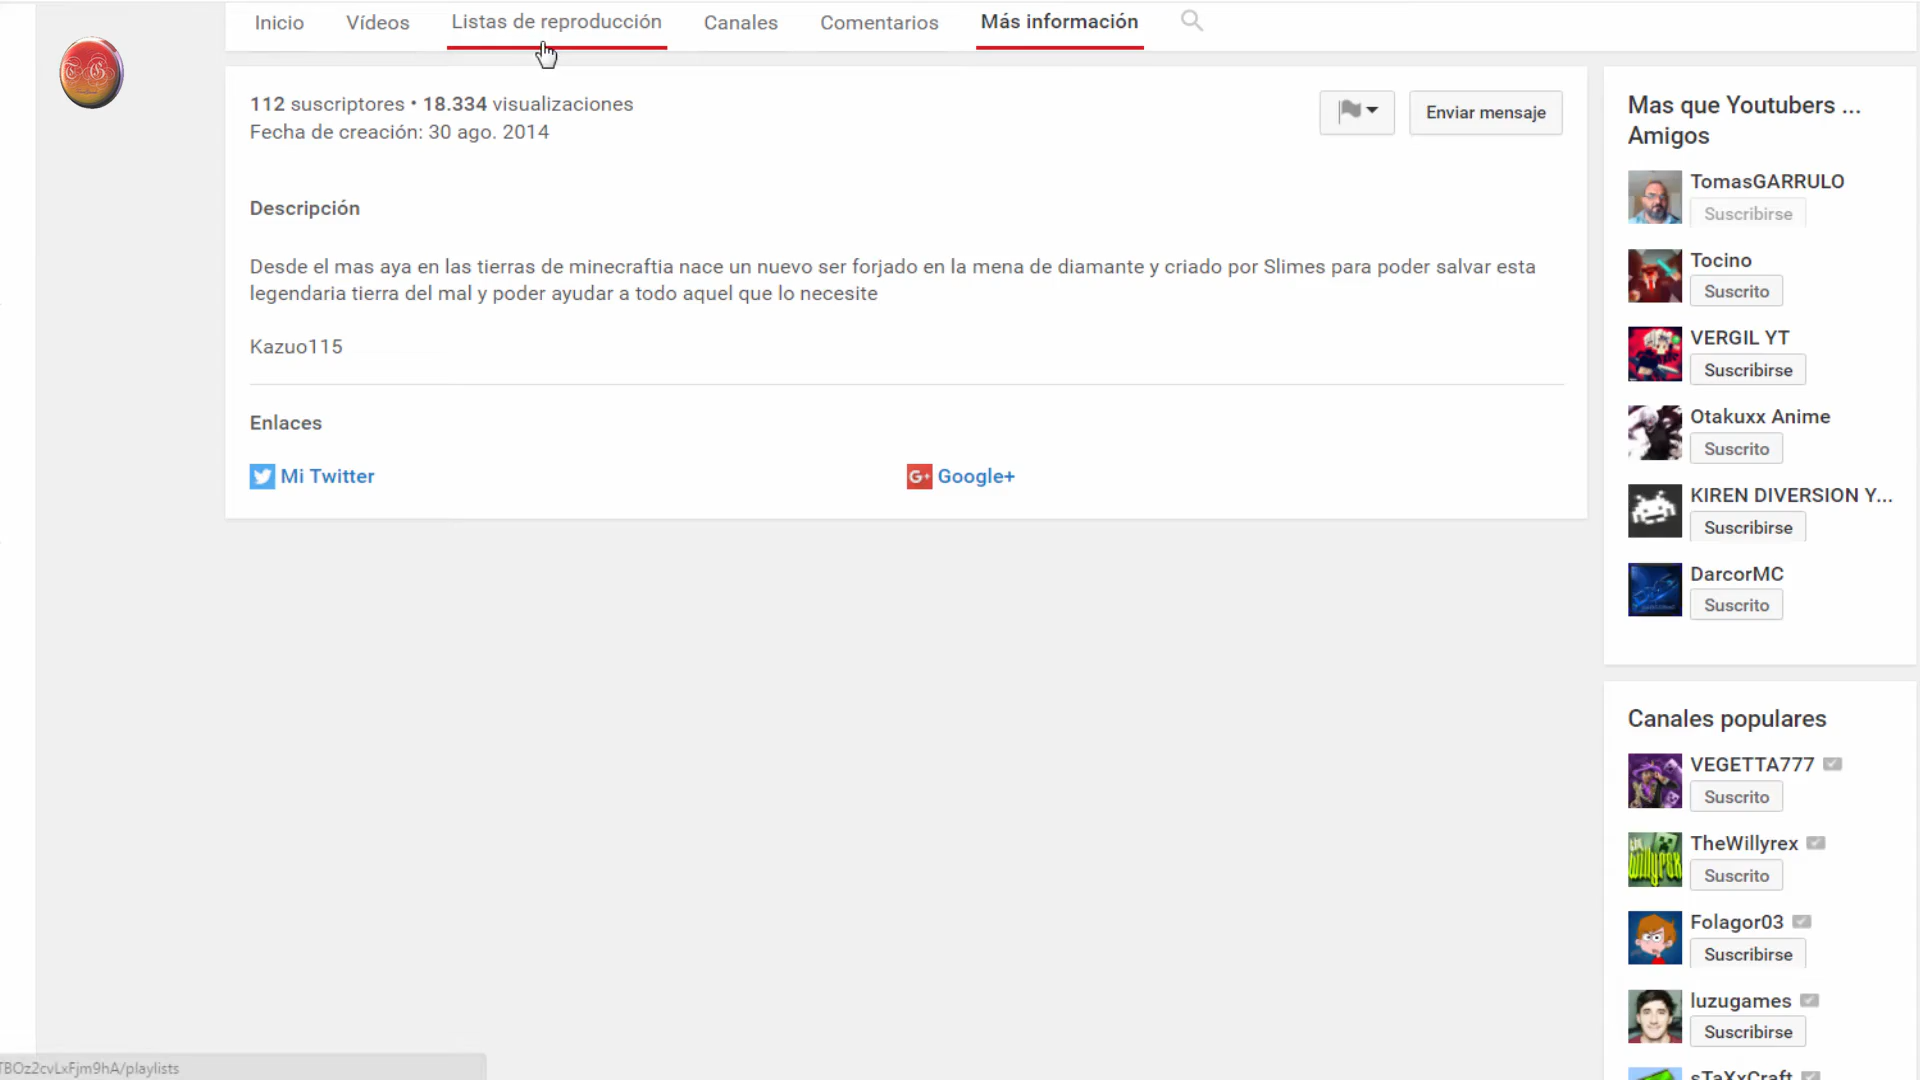 Inicio Vídeos Listas de reproducción Canales Comentarios Más información
112 suscriptores • 18.334 visualizaciones
Fecha de creación: 30 ago. 2014
Enviar mensaje
Descripción
Desde el mas aya en las tierras de minecraftia nace un nuevo ser forjado en la mena de diamante y criado por Slimes para poder salvar esta
legendaria tierra del mal y poder ayudar a todo aquel que lo necesite
Kazuo115
Enlaces
Mi Twitter
G+ Google+
Mas que Youtubers ...
Amigos
TomasGARRULO
Suscribirse
Tocino
Suscrito
VERGIL YT
Suscribirse
Otakuxx Anime
Suscrito
KIREN DIVERSION Y...
Suscribirse
DarcorMC
Suscrito
Canales populares
VEGETTA777
Suscrito
TheWillyrex
Suscrito
Folagor03
Suscribirse
luzugames
Suscribirse
sTaXxCraft
TBOz2cvLxFjm9hA/playlists